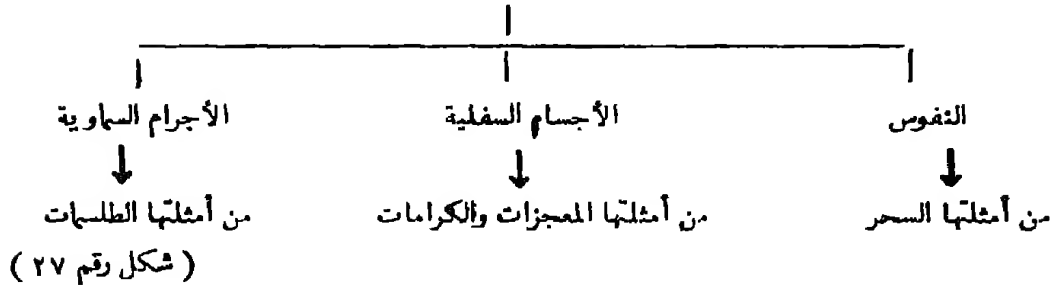 النفوس الأجسام السفلية الأجرام السماوية
من أمثلتها السحر من أمثلتها المعجزات والكرامات من أمثلتها الطلسمات
( شكل رقم ٢٧ )